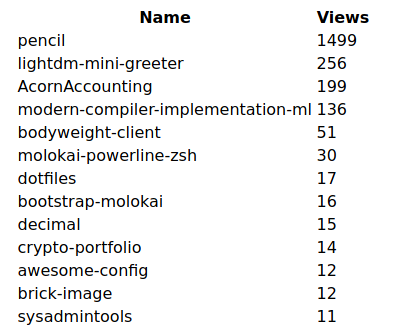 Name Views
pencil 1499
lightdm-mini-greeter 256
AcornAccounting 199
modern-compiler-implementation-ml 136
bodyweight-client 51
molokai-powerline-zsh 30
dotfiles 17
bootstrap-molokai 16
decimal 15
crypto-portfolio 14
awesome-config 12
brick-image 12
sysadmintools 11